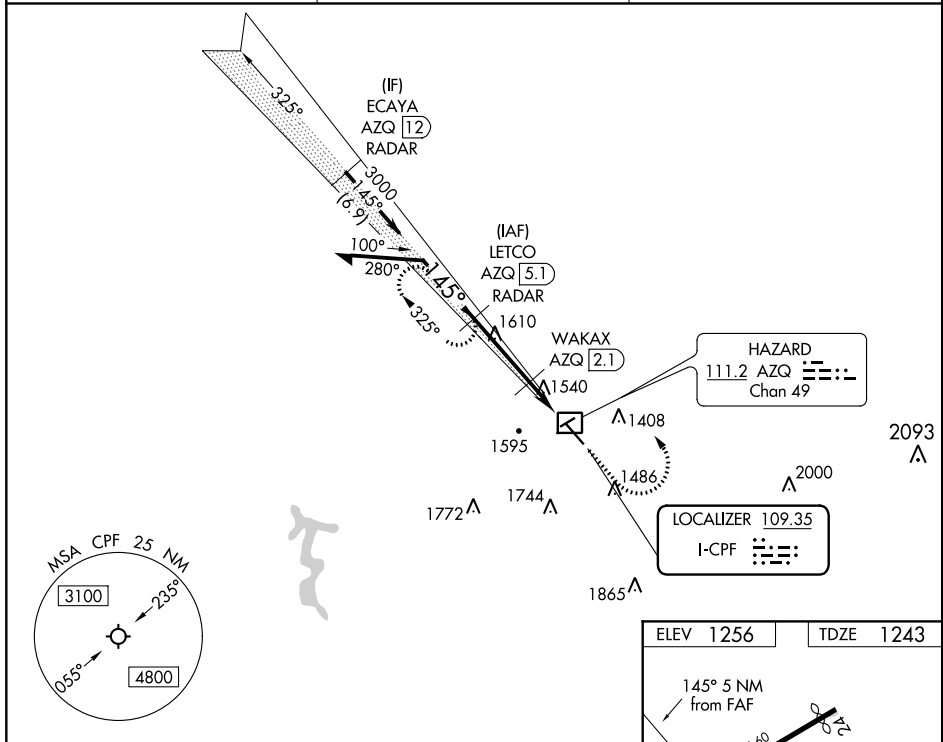 (IF)
ECAYA
AZQ 12
RADAR
325°
3000
145°
(6.9)
100°
280°
145°
325°
(IAF)
LETCO
AZQ 5.1
RADAR
1610
WAKAX
AZQ 2.1
1540
HAZARD
111.2 AZQ
Chan 49
1408
1595
2093
1486
2000
1772
1744
LOCALIZER 109.35
I-CPF
1865
MSA CPF 25 NM
3100
235°
055°
4800
ELEV 1256
TDZE 1243
145° 5 NM
from FAF
24